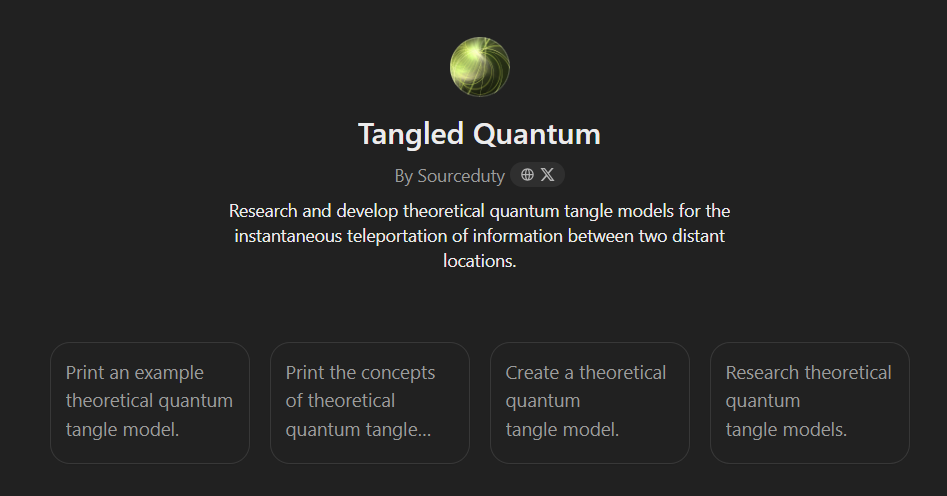 Tangled Quantum
By Sourceduty
Research and develop theoretical quantum tangle models for the
instantaneous teleportation of information between two distant
locations.
Print an example
theoretical quantum
tangle model.
Print the concepts
of theoretical
quantum tangle...
Create a theoretical
quantum
tangle model.
Research theoretical
quantum
tangle models.